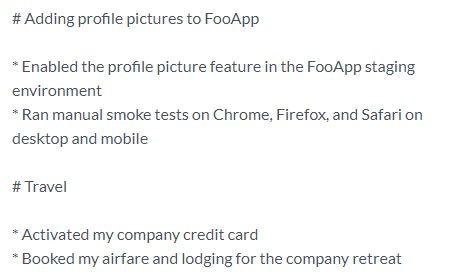 # Adding profile pictures to FooApp
* Enabled the profile picture feature in the FooApp staging
environment
* Ran manual smoke tests on Chrome, Firefox, and Safari on
desktop and mobile
# Travel
* Activated my company credit card
* Booked my airfare and lodging for the company retreat